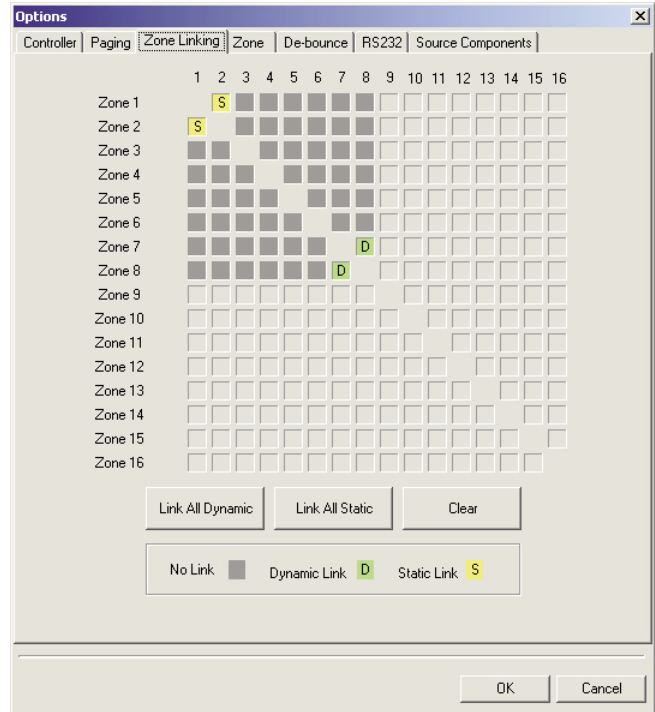 Options
Controller Paging Zone Linking Zone De-bounce RS232 Source Components
1 2 3 4 5 6 7 8 9 10 11 12 13 14 15 16
Zone 1 S
Zone 2 S
Zone 3
Zone 4
Zone 5
Zone 6
Zone 7 D
Zone 8 D
Zone 9
Zone 10
Zone 11
Zone 12
Zone 13
Zone 14
Zone 15
Zone 16
Link All Dynamic Link All Static Clear
No Link Dynamic Link D Static Link S
OK Cancel